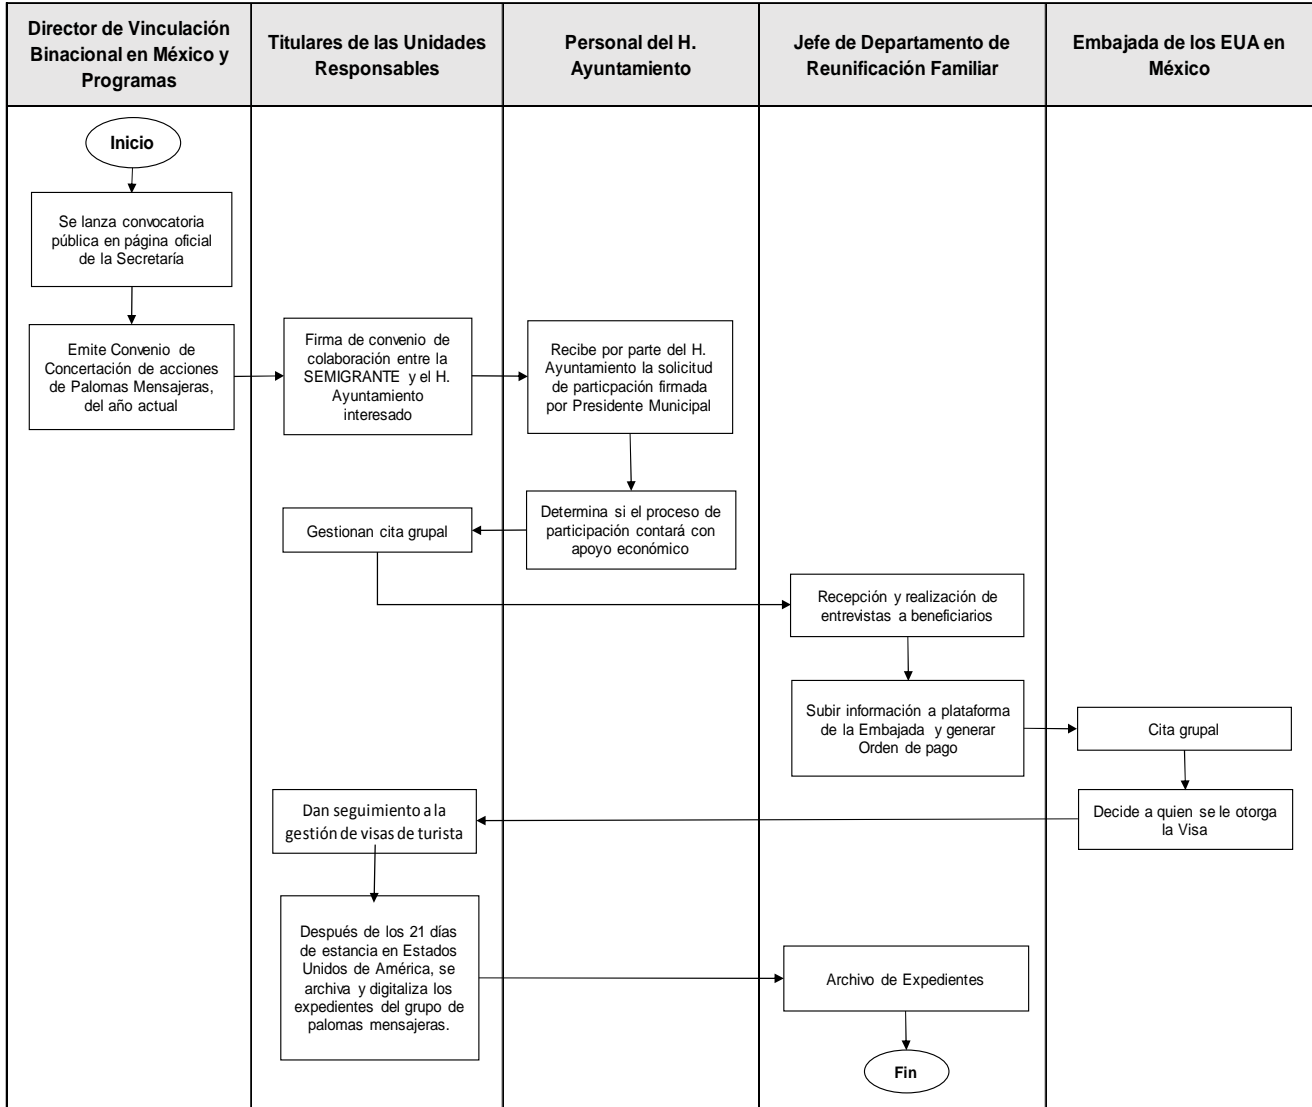 Director de Vinculación
Binacional en México y
Programas
Titulares de las Unidades
Responsables
Personal del H.
Ayuntamiento
Jefe de Departamento de
Reunificación Familiar
Embajada de los EUA en
México
Inicio
Se lanza convocatoria
pública en página oficial
de la Secretaría
Emite Convenio de
Concertación de acciones
de Palomas Mensajeras,
del año actual
Firma de convenio de
colaboración entre la
SEMIGRANTE y el H.
Ayuntamiento
interesado
Recibe por parte del H.
Ayuntamiento la solicitud
de particpación firmada
por Presidente Municipal
Determina si el proceso de
participación contará con
apoyo económico
Gestionan cita grupal
Recepción y realización de
entrevistas a beneficiarios
Subir información a plataforma
de la Embajada y generar
Orden de pago
Cita grupal
Decide a quien se le otorga
la Visa
Dan seguimiento a la
gestión de visas de turista
Después de los 21 días
de estancia en Estados
Unidos de América, se
archiva y digitaliza los
expedientes del grupo de
palomas mensajeras.
Archivo de Expedientes
Fin